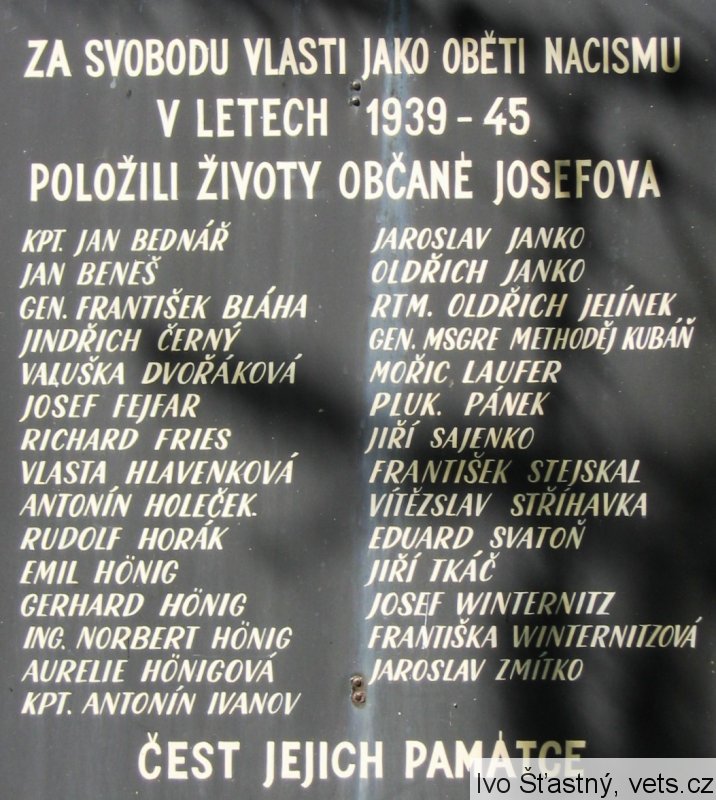 ZA SVOBODU VLASTI JAKO OBĚTI NACISMU
V LETECH 1939 - 45
POLOŽILI ŽIVOTY OBČANÉ JOSEFOVA
KPT. JAN BEDNÁŘ
JAN BENEŠ
GEN. FRANTIŠEK BLÁHA
JINDŘICH ČERNÝ
VALUŠKA DVOŘÁKOVÁ
JOSEF FEJFAR
RICHARD FRIES
VLASTA HLAVENKOVÁ
ANTONÍN HOLEČEK.
RUDOLF HORÁK
EMIL HÖNIG
GERHARD HÖNIG
ING. NORBERT HÖNIG
AURELIE HÖNIGOVÁ
KPT. ANTONÍN IVANOV
JAROSLAV JANKO
OLDŘICH JANKO
RTM. OLDŘICH JELÍNEK
GEN. MSGRE METHODĚJ KUBÁŇ
MOŘIC LAUFER
PLUK. PÁNEK
JIŘÍ SAJENKO
FRANTIŠEK STEJSKAL
VÍTĚZSLAV STŘÍHAVKA
EDUARD SVATOŇ
JIŘÍ TKÁČ
JOSEF WINTERNITZ
FRANTIŠKA WINTERNITZOVÁ
JAROSLAV ZMÍTKO
ČEST JEJICH PAMÁTCE
Ivo Šťastný, vets.cz